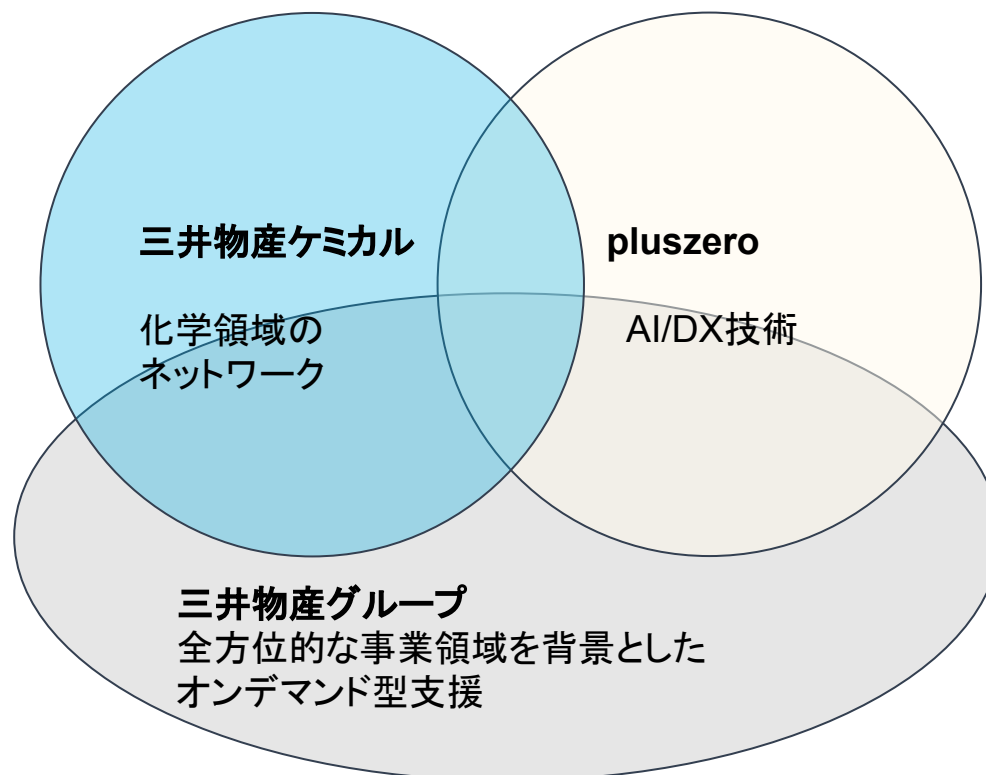 三井物産ケミカル
化学領域の
ネットワーク
pluszero
AI/DX技術
三井物産グループ
全方位的な事業領域を背景とした
オンデマンド型支援